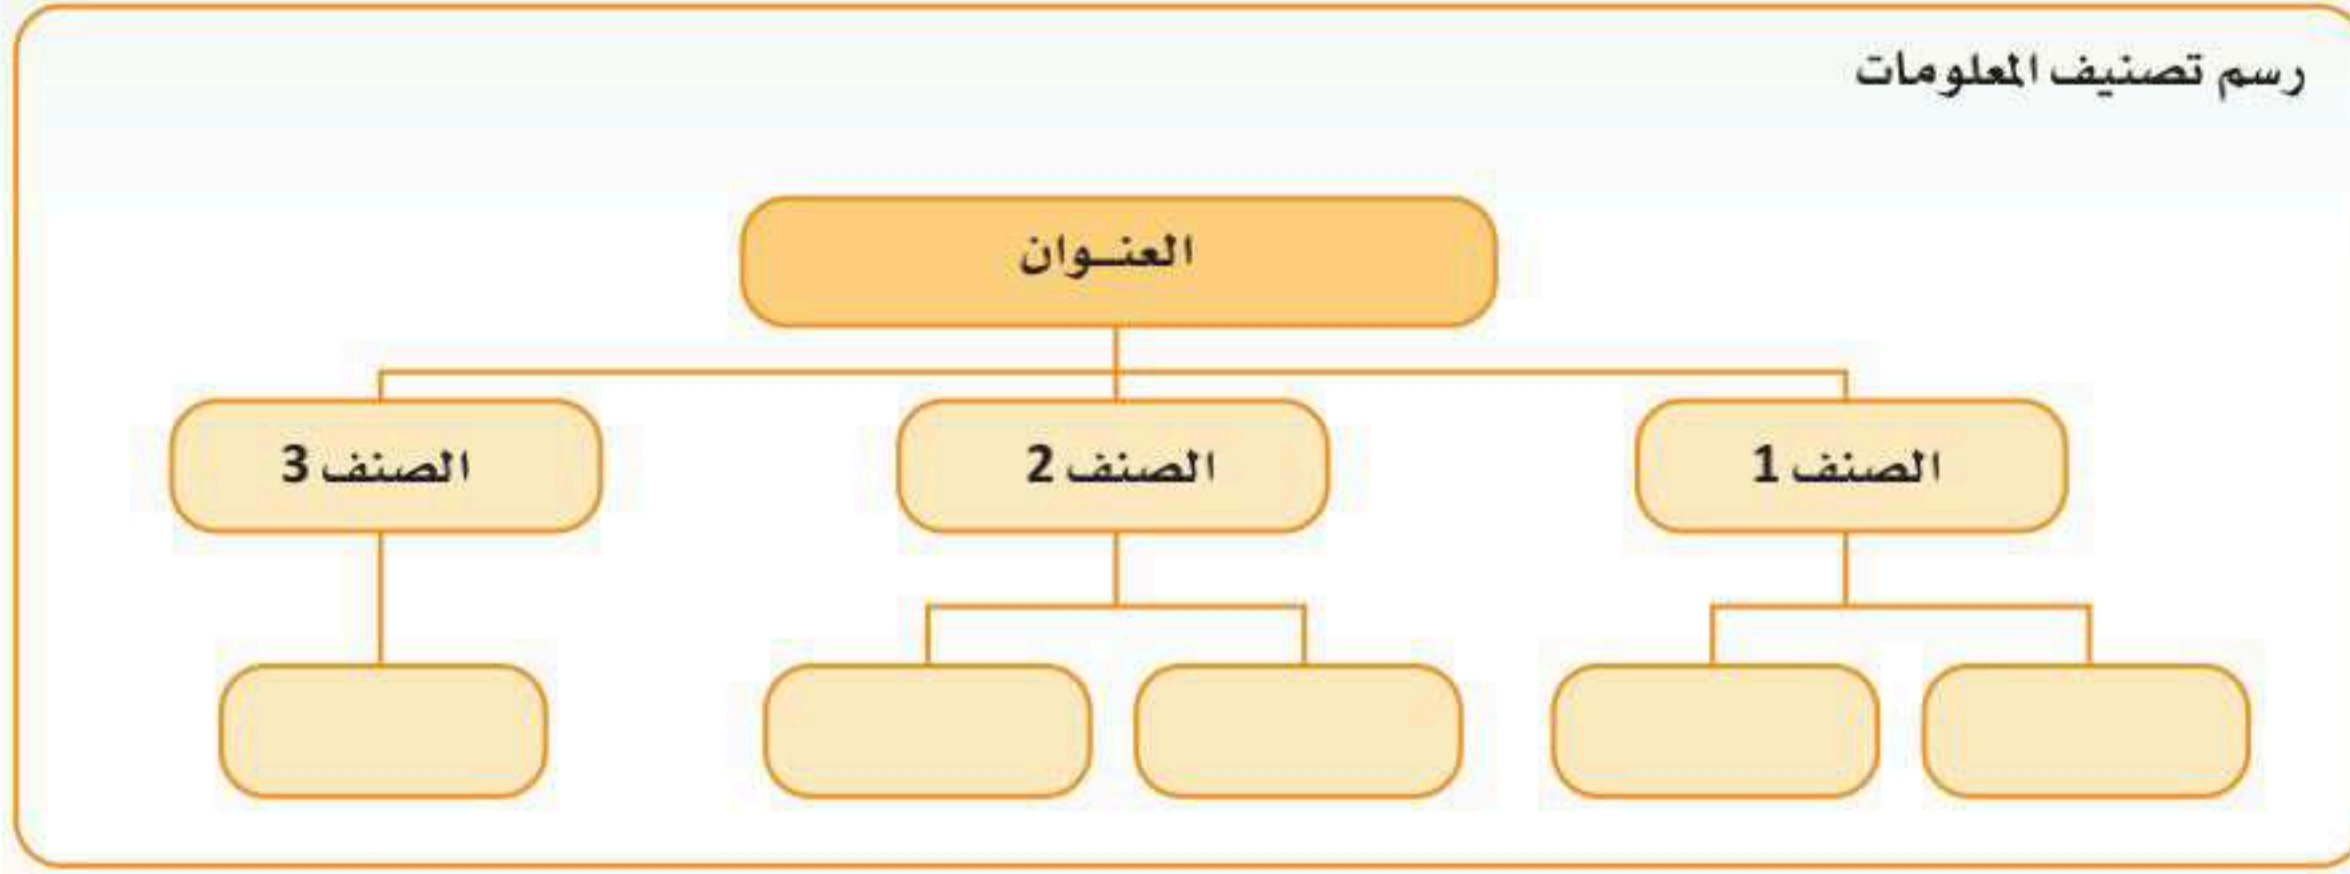 رسم تصنيف المعلومات
العنـوان
الصنف 1
الصنف 2
الصنف 3